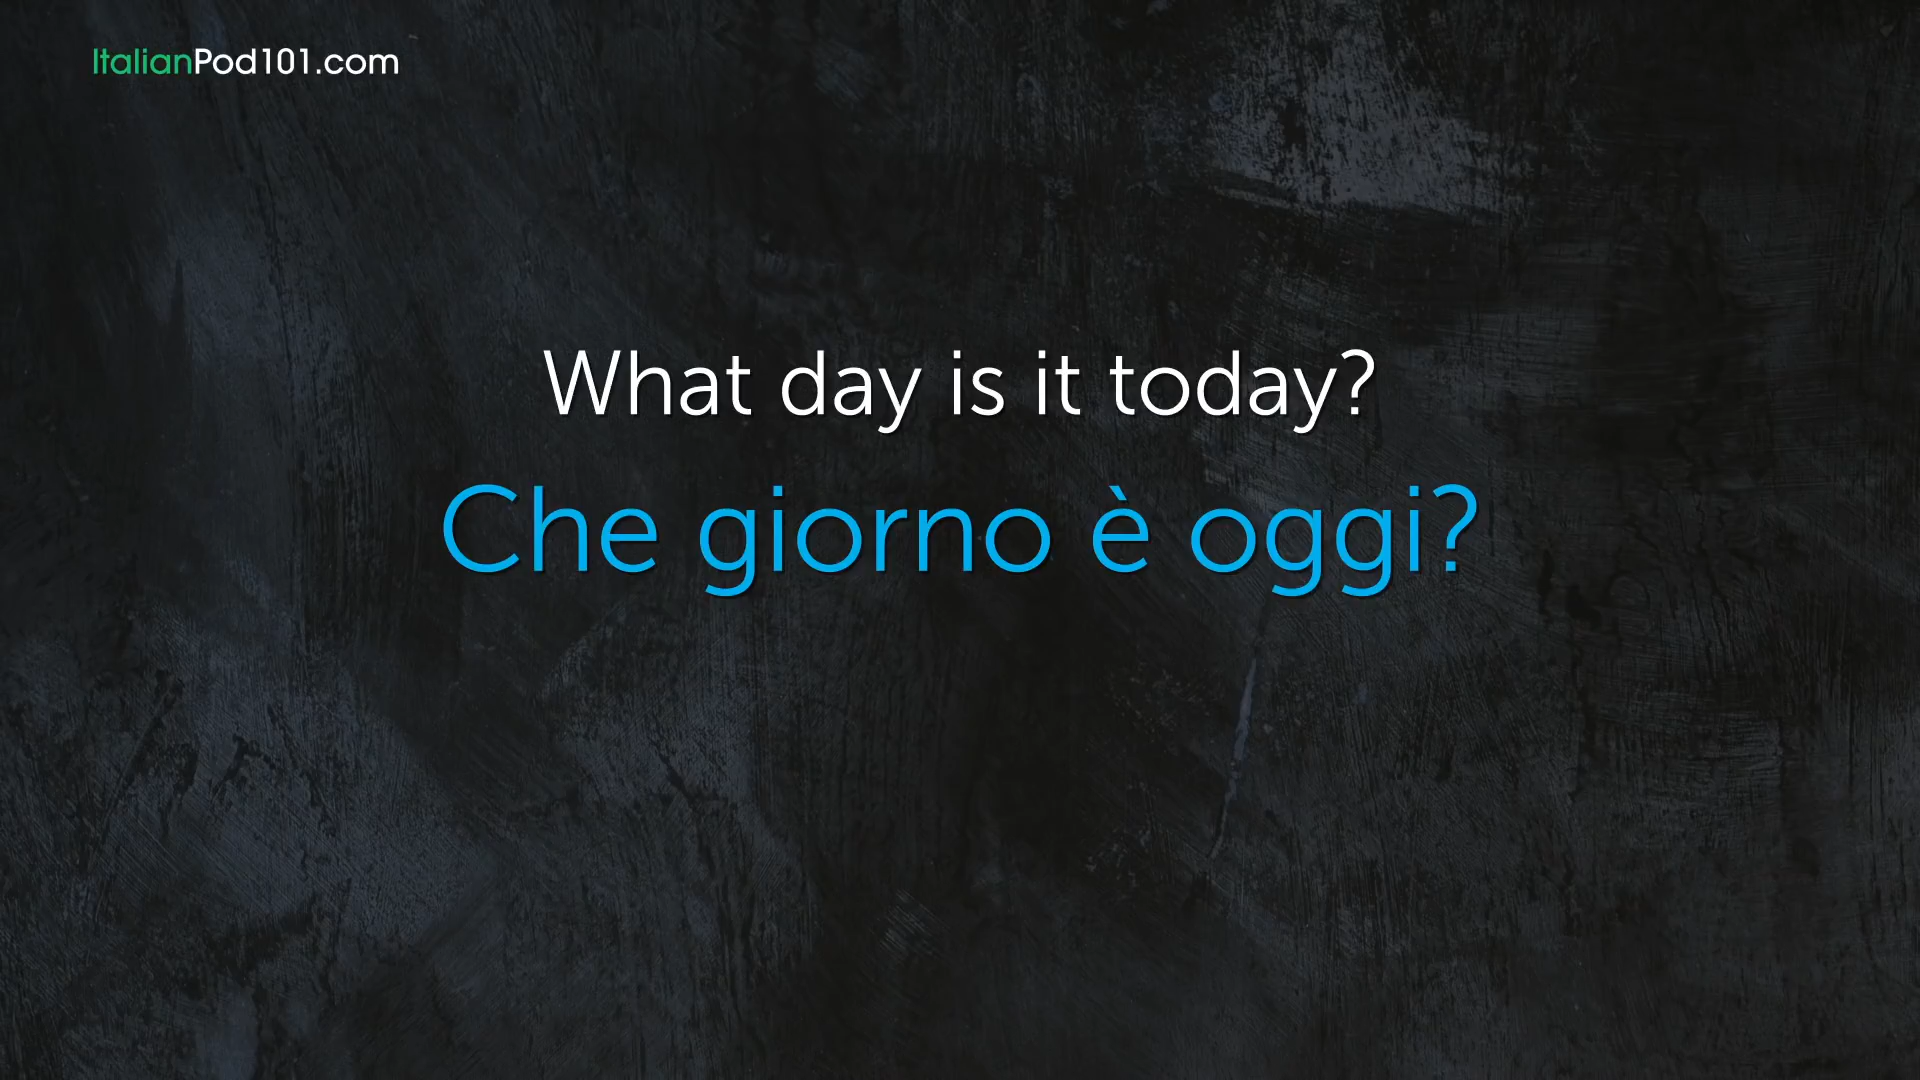 ItalianPod101.com
What day is it today?
Che giorno è oggi?